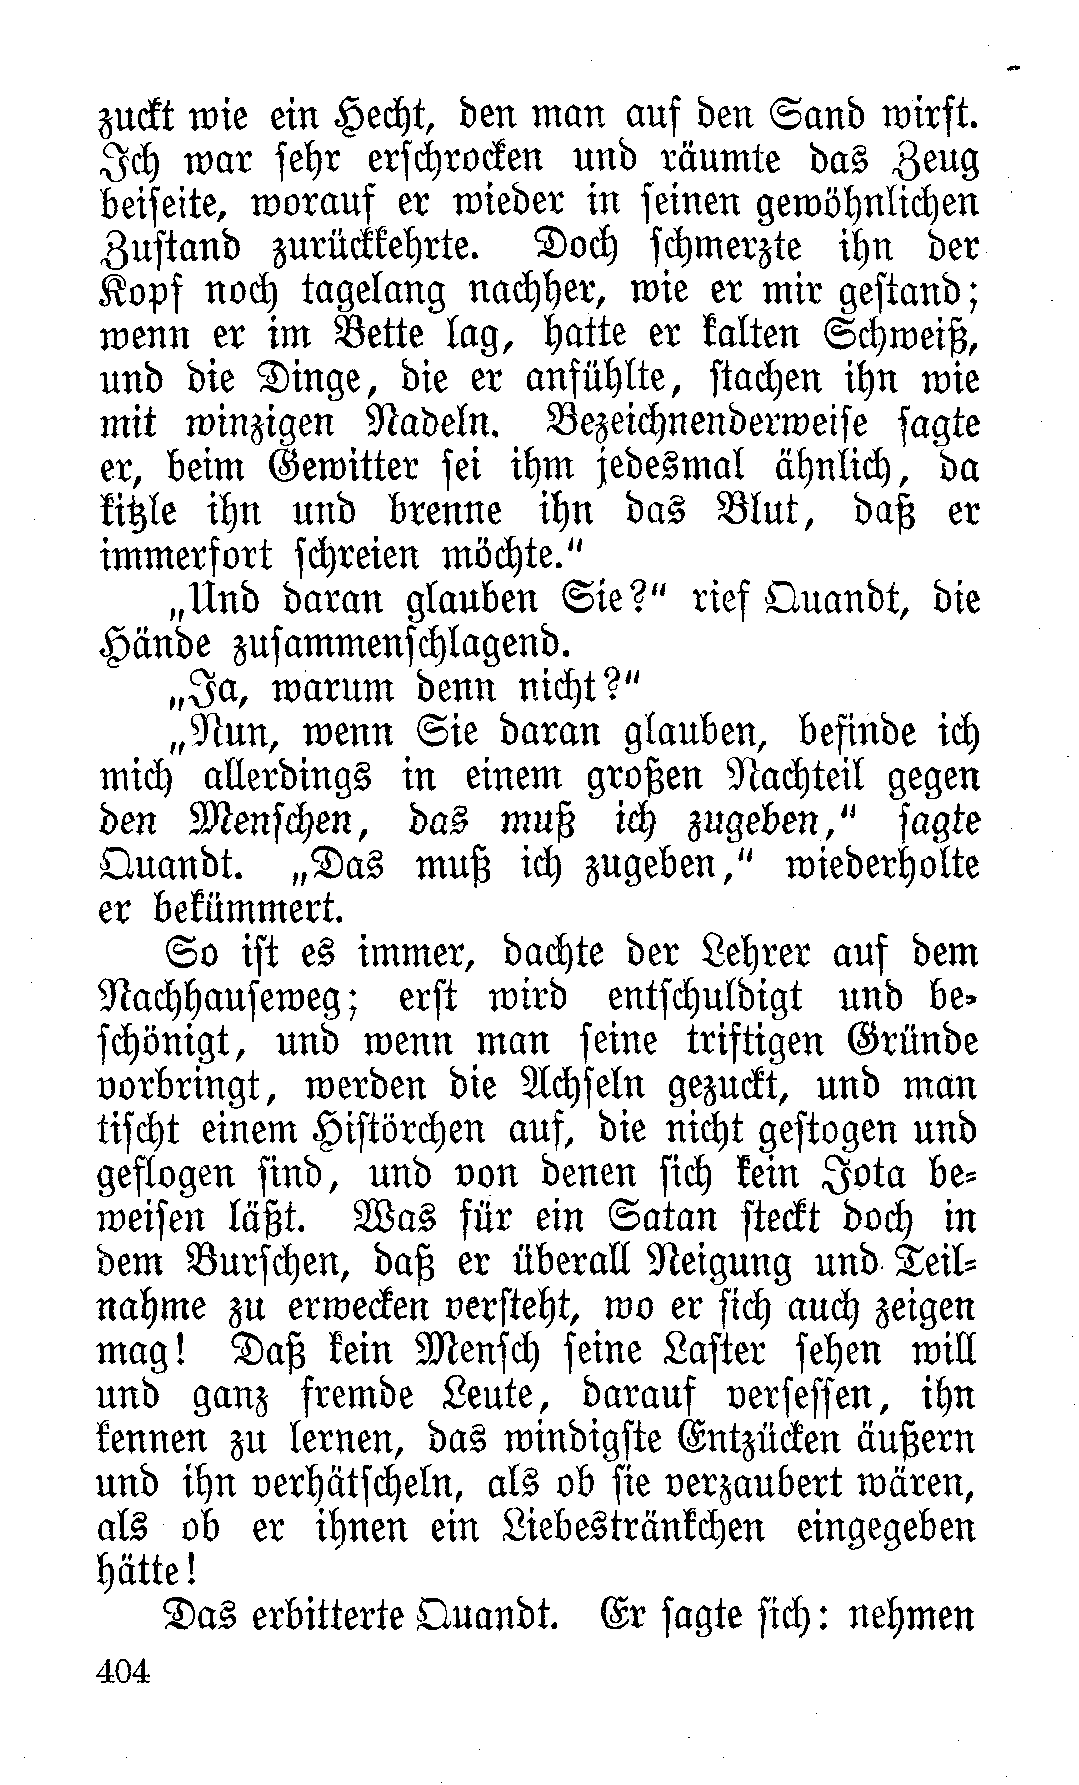 zuckt wie ein Hecht, den man auf den Sand wirft.
Ich war sehr erschrocken und räumte das Zeug
beiseite, worauf er wieder in seinen gewöhnlichen
Zustand zurückkehrte. Doch schmerzte ihn der
Kopf noch tagelang nachher, wie er mir gestand;
wenn er im Bette lag, hatte er kalten Schweiß,
und die Dinge, die er anfühlte, stachen ihn wie
mit winzigen Nadeln. Bezeichnenderweise sagte
er, beim Gewitter sei ihm jedesmal ähnlich, da
kitzle ihn und brenne ihn das Blut, daß er
immerfort schreien möchte.“
„Und daran glauben Sie?“ rief Quandt, die
Hände zusammenschlagend.
„Ja, warum denn nicht?“
„Nun, wenn Sie daran glauben, befinde ich
mich allerdings in einem großen Nachteil gegen
den Menschen, das muß ich zugeben,“ sagte
Quandt. „Das muß ich zugeben,“ wiederholte
er bekümmert.
So ist es immer, dachte der Lehrer auf dem
Nachhauseweg; erst wird entschuldigt und be-
schönigt, und wenn man seine triftigen Gründe
vorbringt, werden die Achseln gezuckt, und man
tischt einem Histörchen auf, die nicht gestogen und
geflogen sind, und von denen sich kein Jota be-
weisen läßt. Was für ein Satan steckt doch in
dem Burschen, daß er überall Neigung und Teil-
nahme zu erwecken versteht, wo er sich auch zeigen
mag! Daß kein Mensch seine Laster sehen will
und ganz fremde Leute, darauf versessen, ihn
kennen zu lernen, das windigste Entzücken äußern
und ihn verhätscheln, als ob sie verzaubert wären,
als ob er ihnen ein Liebestränkchen eingegeben
hätte!
Das erbitterte Quandt. Er sagte sich: nehmen
404